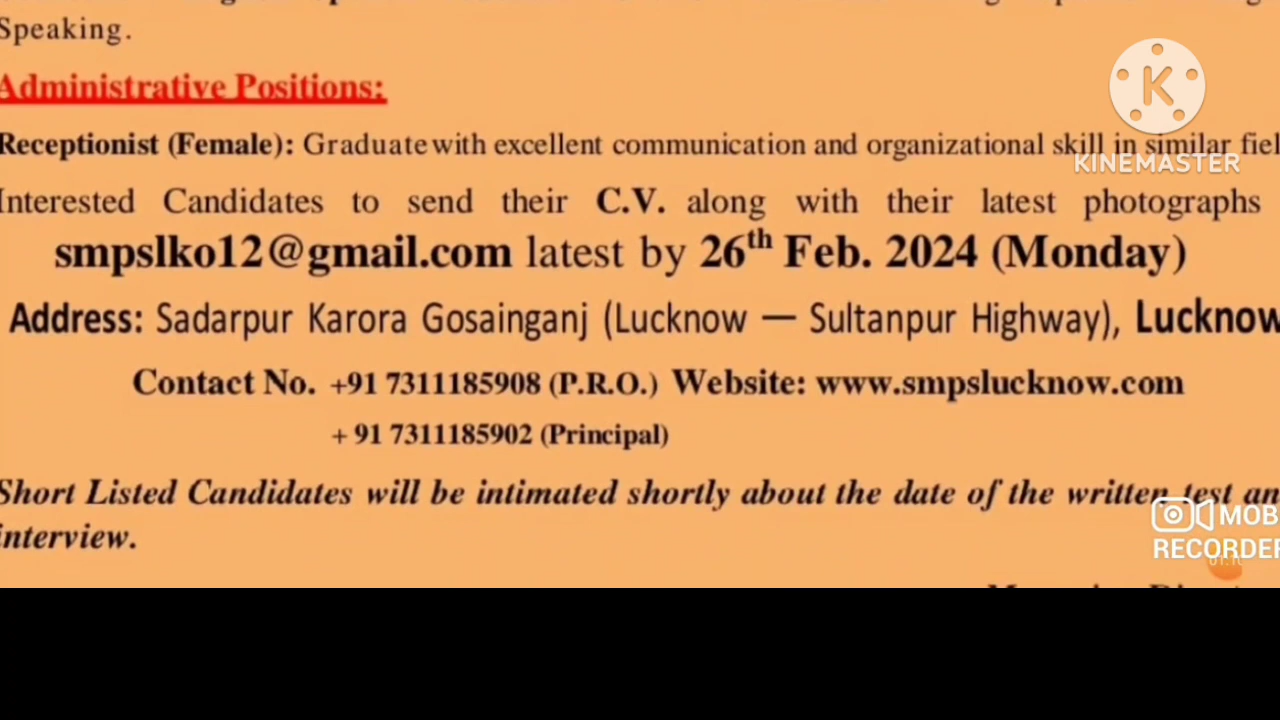 Speaking.
Administrative Positions:
Receptionist (Female): Graduate with excellent communication and organizational skill in similar
KINEMASTER
Interested Candidates to send their C.V. along with their latest photographs
smpslko12@gmail.com latest by 26th Feb. 2024 (Monday)
Address: Sadarpur Karora Gosainganj (Lucknow — Sultanpur Highway), Lucknow
Contact No. +91 7311185908 (P.R.O.) Website: www.smpslucknow.com
+ 91 7311185902 (Principal)
Short Listed Candidates will be intimated shortly about the date of the written test
interview.
RECORDER